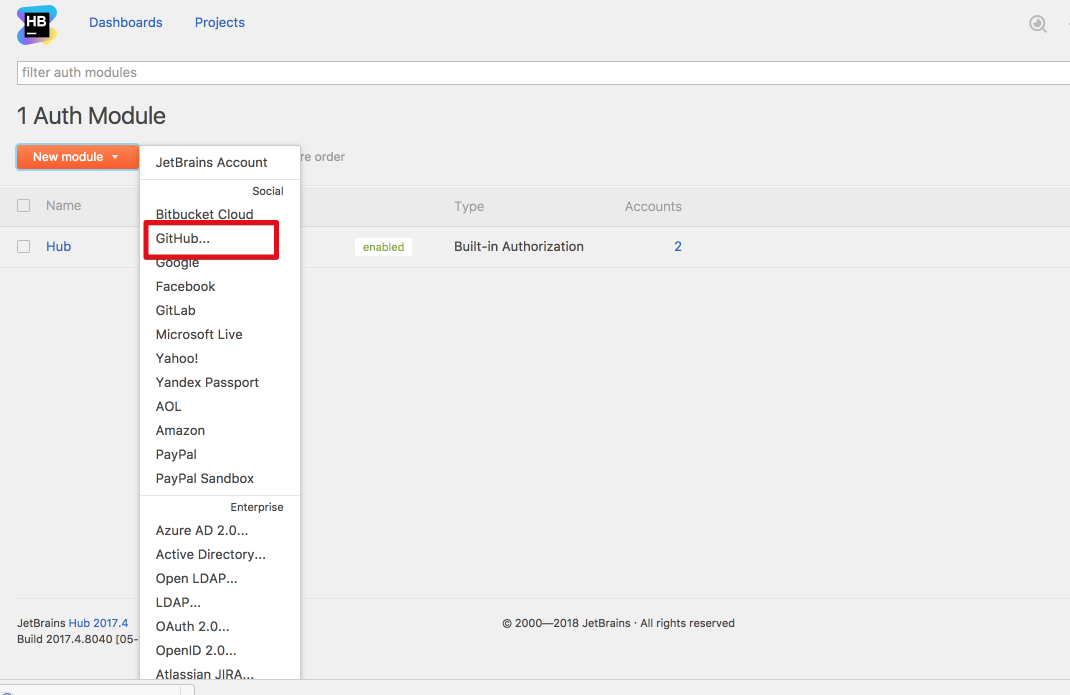 HB
Dashboards
Projects
filter auth modules
1 Auth Module
New module
re order
JetBrains Account
Social
Bitbucket Cloud
GitHub...
Google
Facebook
GitLab
Microsoft Live
Yahoo!
Yandex Passport
AOL
Amazon
PayPal
PayPal Sandbox
Enterprise
Azure AD 2.0...
Active Directory...
Open LDAP...
LDAP...
OAuth 2.0...
OpenID 2.0...
Atlassian JIRA...
Name Type Accounts
Hub enabled Built-in Authorization 2
JetBrains Hub 2017.4
Build 2017.4.8040 [05-
© 2000—2018 JetBrains · All rights reserved